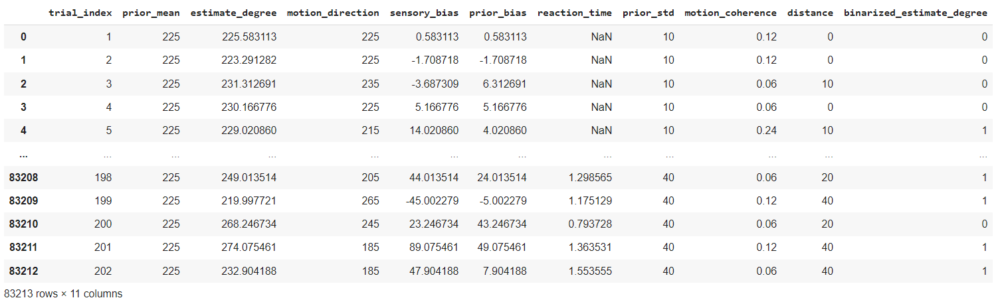 trial_index prior_mean estimate_degree motion_direction sensory_bias prior_bias reaction_time prior_std motion_coherence distance binarized_estimate_degree
0 1 225 225.583113 225 0.583113 0.583113 NaN 10 0.12 0 0
1 2 225 223.291282 225 -1.708718 -1.708718 NaN 10 0.12 0 0
2 3 225 231.312691 235 -3.687309 6.312691 NaN 10 0.06 10 0
3 4 225 230.166776 225 5.166776 5.166776 NaN 10 0.06 0 0
4 5 225 229.020860 215 14.020860 4.020860 NaN 10 0.24 10 1
... ... ... ... ... ... ... ... ... ... ... ...
83208 198 225 249.013514 205 44.013514 24.013514 1.298565 40 0.06 20 1
83209 199 225 219.997721 265 -45.002279 -5.002279 1.175129 40 0.12 40 1
83210 200 225 268.246734 245 23.246734 43.246734 0.793728 40 0.06 20 0
83211 201 225 274.075461 185 89.075461 49.075461 1.363531 40 0.12 40 1
83212 202 225 232.904188 185 47.904188 7.904188 1.553555 40 0.06 40 1
83213 rows × 11 columns